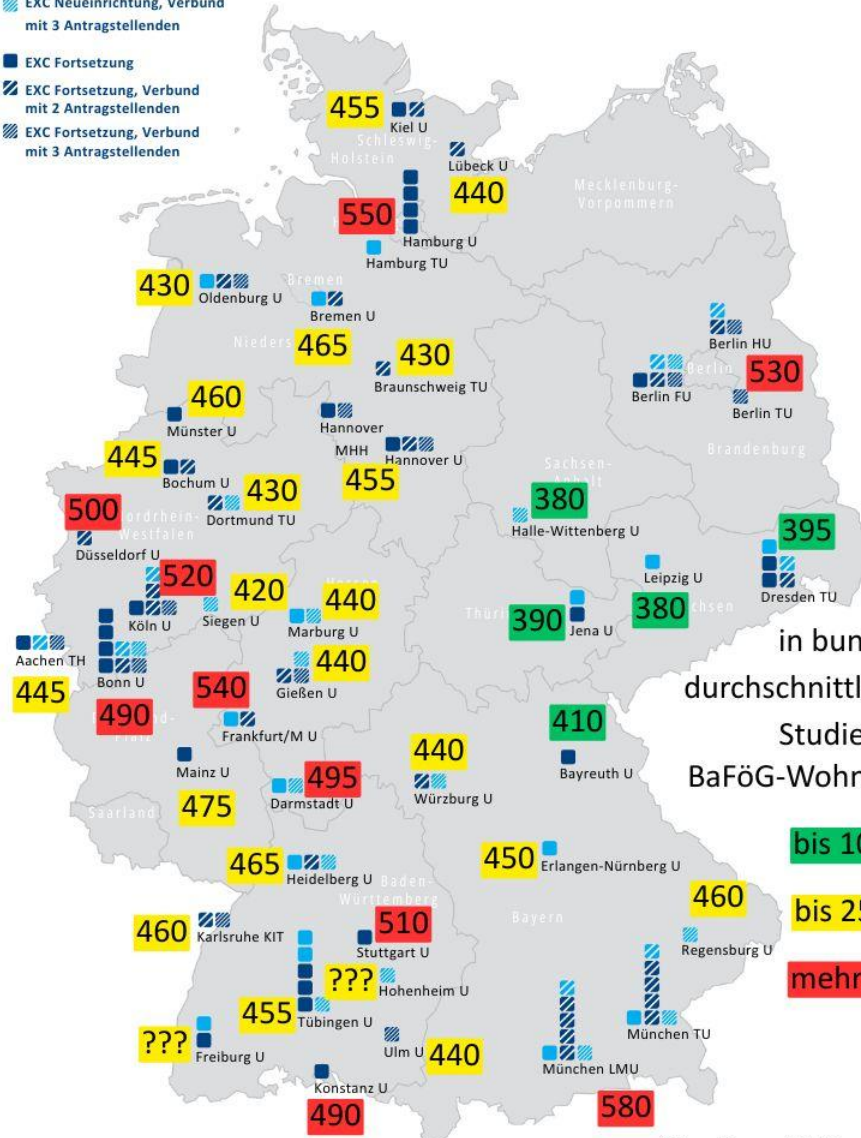 EXC Neueinrichtung, Verbund
mit 3 Antragstellenden
EXC Fortsetzung
EXC Fortsetzung, Verbund
mit 2 Antragstellenden
EXC Fortsetzung, Verbund
mit 3 Antragstellenden
455
Kiel U
Schleswig-
Holstein
Lübeck U
440
Mecklenburg-
Vorpommern
550
Hamburg U
Hamburg TU
430
Oldenburg U
Bremen
Bremen U
465
Nieders
430
Braunschweig TU
Berlin HU
Berlin
530
Berlin FU
Berlin TU
Brandenburg
460
Münster U
Hannover
MHH
Hannover U
455
445
Bochum U
430
Dortmund TU
Sachsen-
Anhalt
380
Halle-Wittenberg U
500
Nordrhein-
Westfalen
Düsseldorf U
395
Dresden TU
Leipzig U
380
chsen
520
Köln U
420
Siegen U
Hessen
440
Marburg U
Thüri
390
Jena U
Aachen TH
445
Bonn U
490
440
Gießen U
in bun
durchschnittl
Studie
BaFöG-Wohn
540
Frankfurt/M U
410
Bayreuth U
Mainz U
475
495
Darmstadt U
440
Würzburg U
Saarland
bis 10
bis 25
mehr
465
Heidelberg U
450
Erlangen-Nürnberg U
Baden-
Württemberg
Bayern
460
Regensburg U
460
Karlsruhe KIT
510
Stuttgart U
???
Hohenheim U
455
Tübingen U
???
Freiburg U
Ulm U
440
München TU
München LMU
580
Konstanz U
490